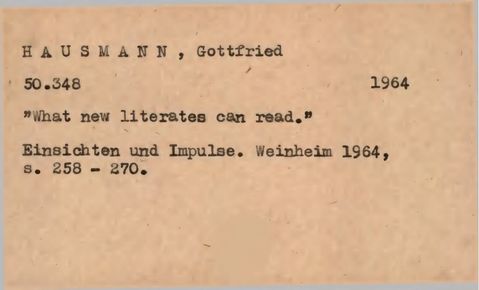 HAUSMANN, Gottfried
50.348 1964
"What new literates can read."
Einsichten und Impulse. Weinheim 1964,
s. 258 - 270.